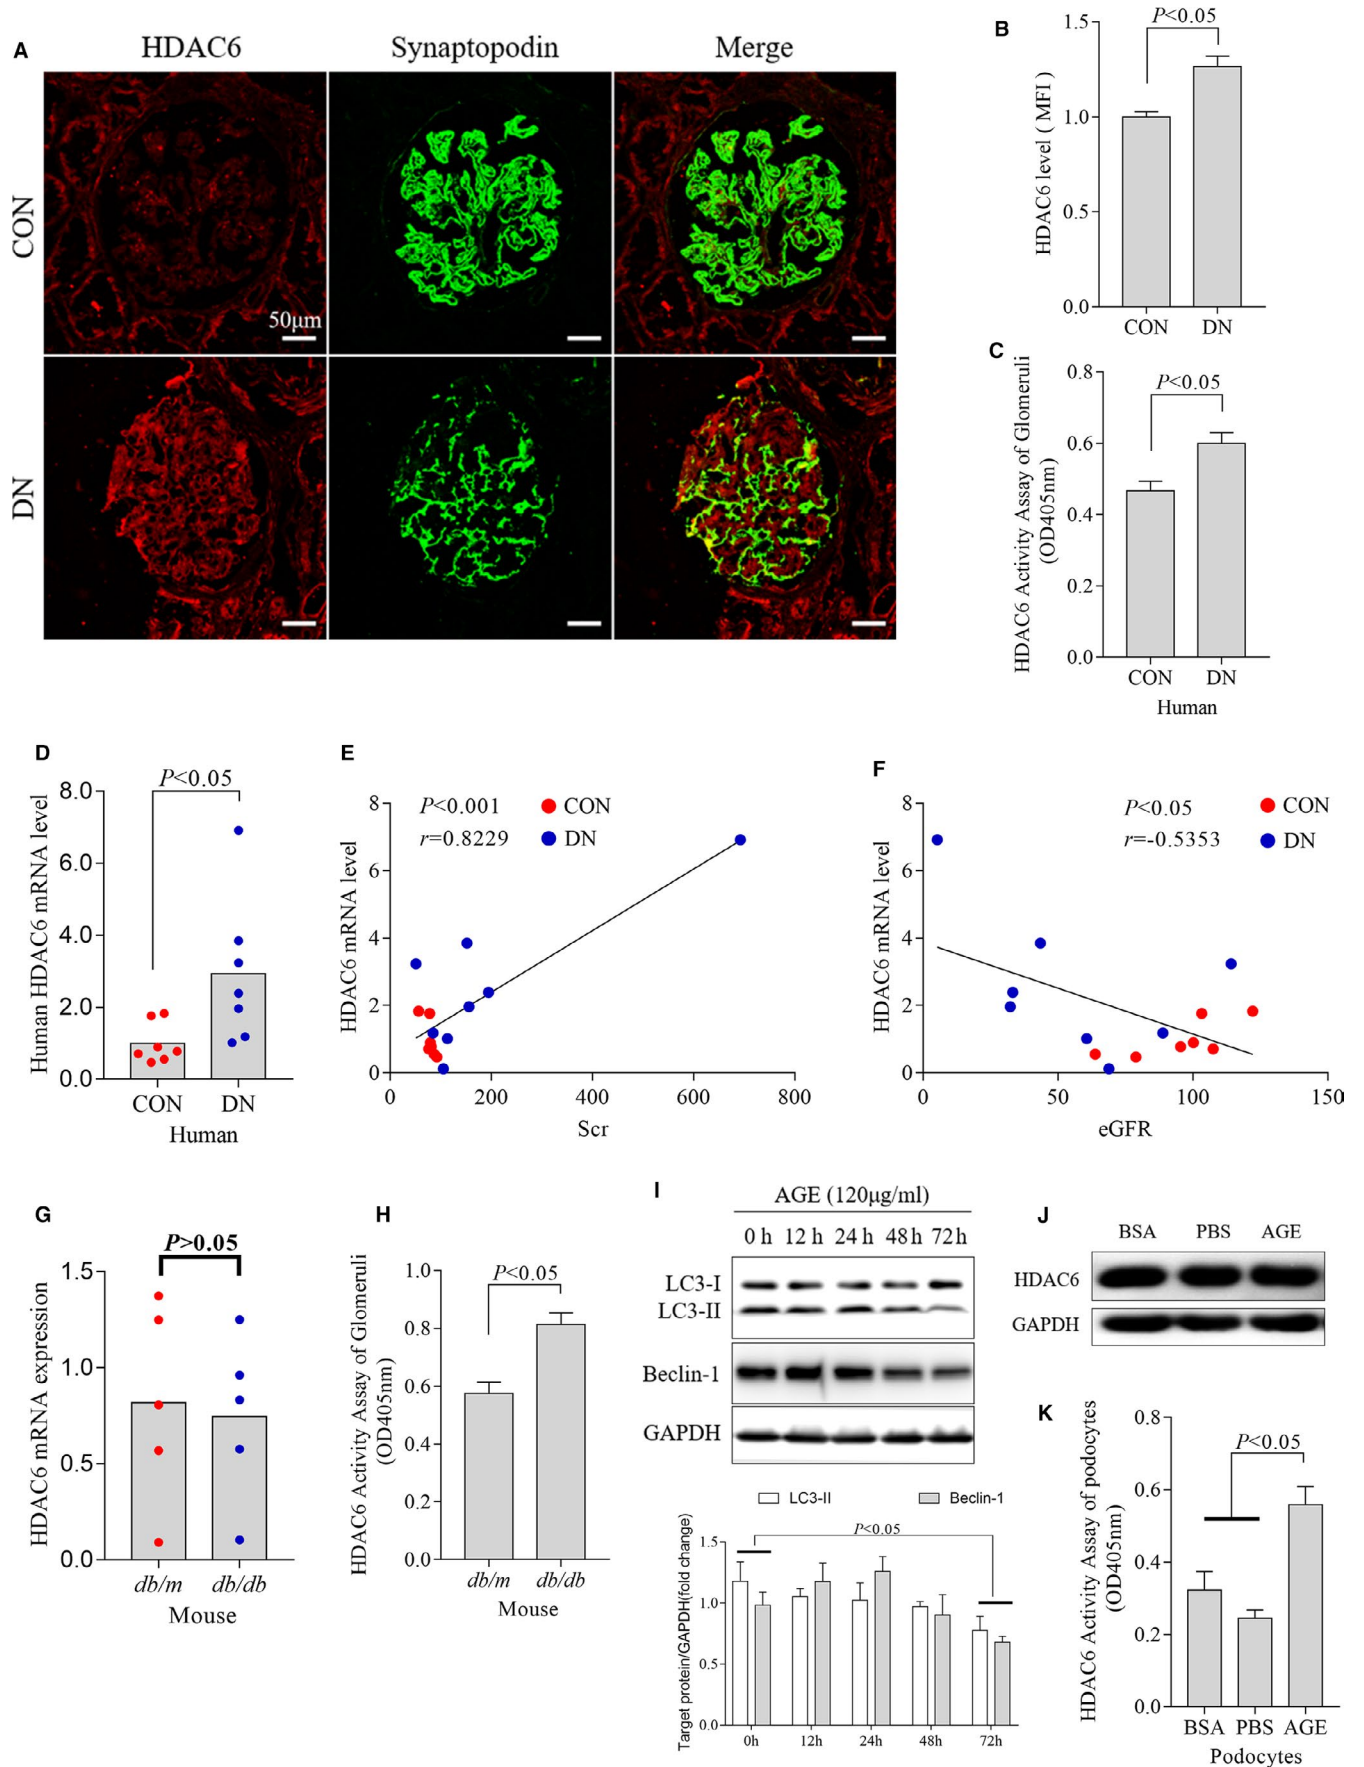 A
HDAC6
Synaptopodin
Merge
CON
50μm
DN
B
P<0.05
HDAC6 level ( MFI )
1.5
1.0
0.5
0.0
CON
DN
C
P<0.05
HDAC6 Activity Assay of Glomeruli
(OD405nm)
0.8
0.6
0.4
0.2
0.0
CON
DN
Human
D
P<0.05
Human HDAC6 mRNA level
8.0
6.0
4.0
2.0
0.0
CON
DN
Human
E
P<0.001
r=0.8229
CON
DN
HDAC6 mRNA level
8
6
4
2
0
0
200
400
600
800
Scr
F
P<0.05
r=-0.5353
CON
DN
HDAC6 mRNA level
8
6
4
2
0
0
50
100
150
eGFR
G
P>0.05
HDAC6 mRNA expression
1.5
1.0
0.5
0.0
db/m
db/db
Mouse
H
P<0.05
HDAC6 Activity Assay of Glomeruli
(OD405nm)
1.0
0.8
0.6
0.4
0.2
0.0
db/m
db/db
Mouse
I
AGE (120μg/ml)
0 h 12 h 24 h 48 h 72 h
LC3-I
LC3-II
Beclin-1
GAPDH
LC3-II
Beclin-1
P<0.05
Target protein/GAPDH(fold change)
1.5
1.0
0.5
0.0
0h
12h
24h
48h
72h
J
BSA PBS AGE
HDAC6
GAPDH
K
P<0.05
HDAC6 Activity Assay of podocytes
(OD405nm)
0.8
0.6
0.4
0.2
0.0
BSA
PBS
AGE
Podocytes